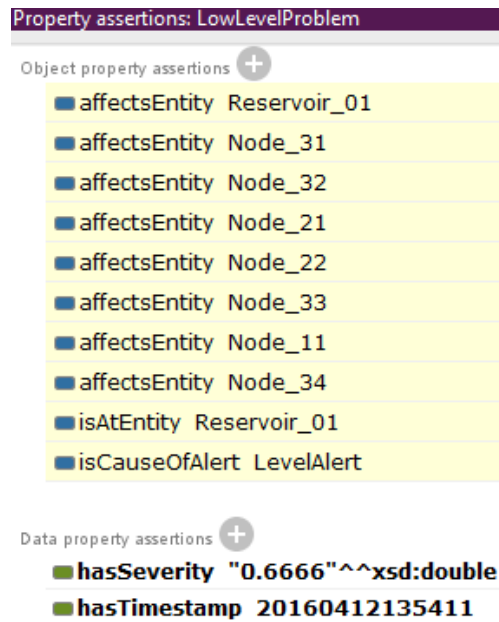 Property assertions: LowLevelProblem
Object property assertions
affectsEntity Reservoir_01
affectsEntity Node_31
affectsEntity Node_32
affectsEntity Node_21
affectsEntity Node_22
affectsEntity Node_33
affectsEntity Node_11
affectsEntity Node_34
isAtEntity Reservoir_01
isCauseOfAlert LevelAlert
Data property assertions
hasSeverity "0.6666"^^xsd:double
hasTimestamp 20160412135411